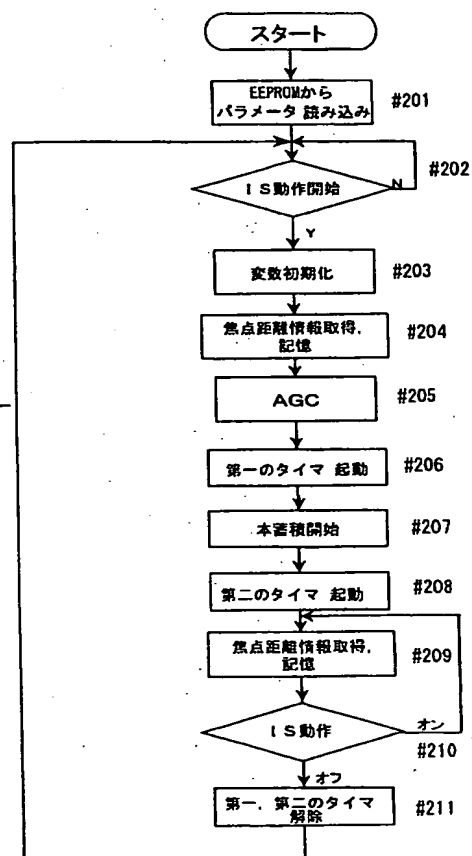 スタート
EEPROMから
パラメータ 読み込み
#201
#202
IS動作開始
N
Y
変数初期化
#203
焦点距離情報取得,
記憶
#204
AGC
#205
第一のタイマ 起動
#206
本蓄積開始
#207
第二のタイマ 起動
#208
焦点距離情報取得,
記憶
#209
IS動作
オン
#210
オフ
第一, 第二のタイマ
解除
#211